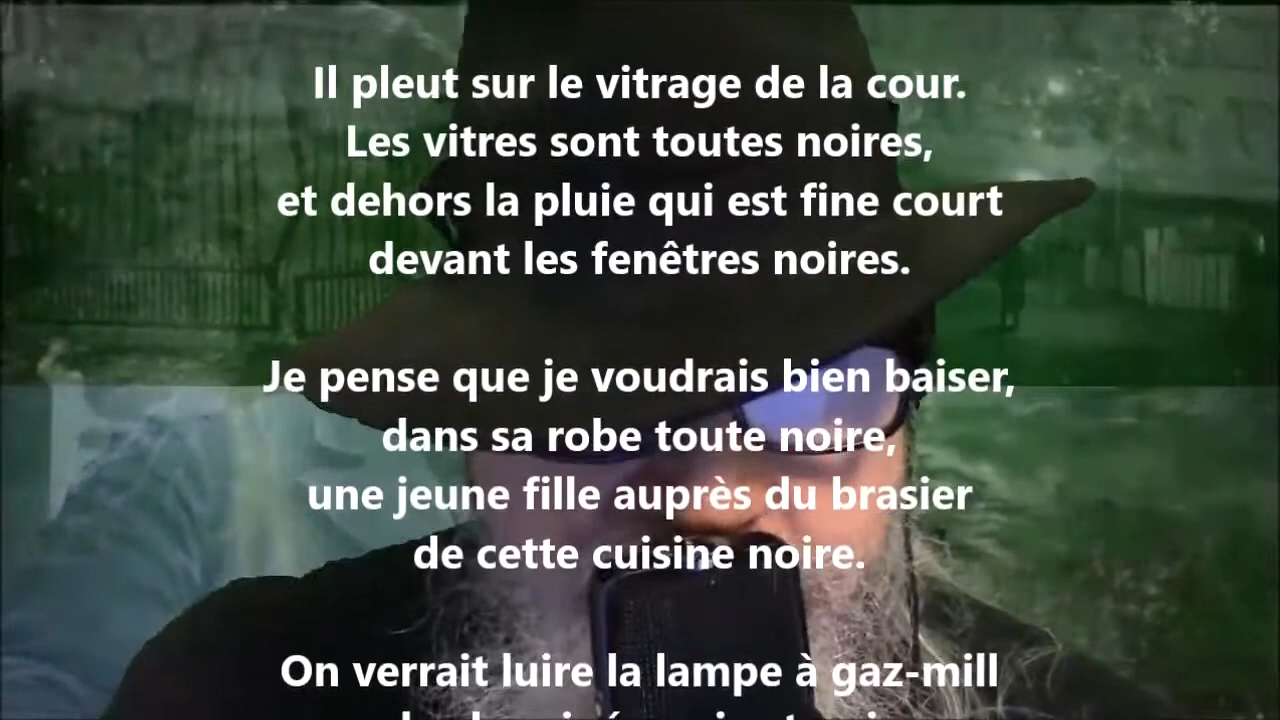 Il pleut sur le vitrage de la cour.
Les vitres sont toutes noires,
et dehors la pluie qui est fine court
devant les fenêtres noires.
Je pense que je voudrais bien baiser,
dans sa robe toute noire,
une jeune fille auprès du brasier
de cette cuisine noire.
On verrait luire la lampe à gaz-mill